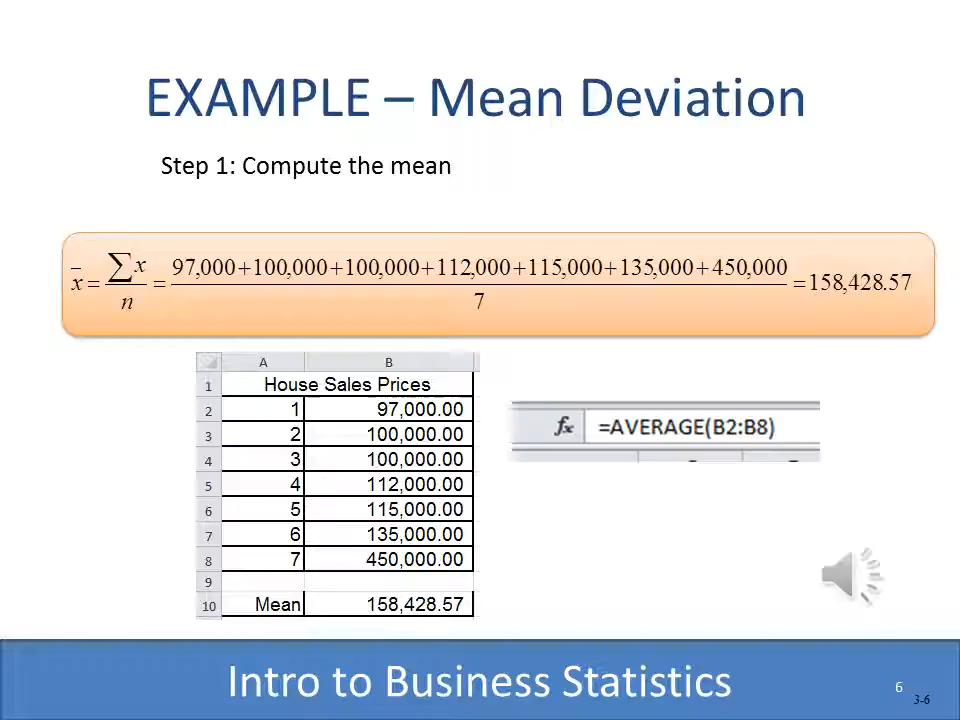 EXAMPLE – Mean Deviation
Step 1: Compute the mean
x̄ = ∑x / n = 97,000+100,000+100,000+112,000+115,000+135,000+450,000 / 7 = 158,428.57
A B
1 House Sales Prices
2 1 97,000.00
3 2 100,000.00
4 3 100,000.00
5 4 112,000.00
6 5 115,000.00
7 6 135,000.00
8 7 450,000.00
9
10 Mean 158,428.57
fx =AVERAGE(B2:B8)
Intro to Business Statistics
6
3-6